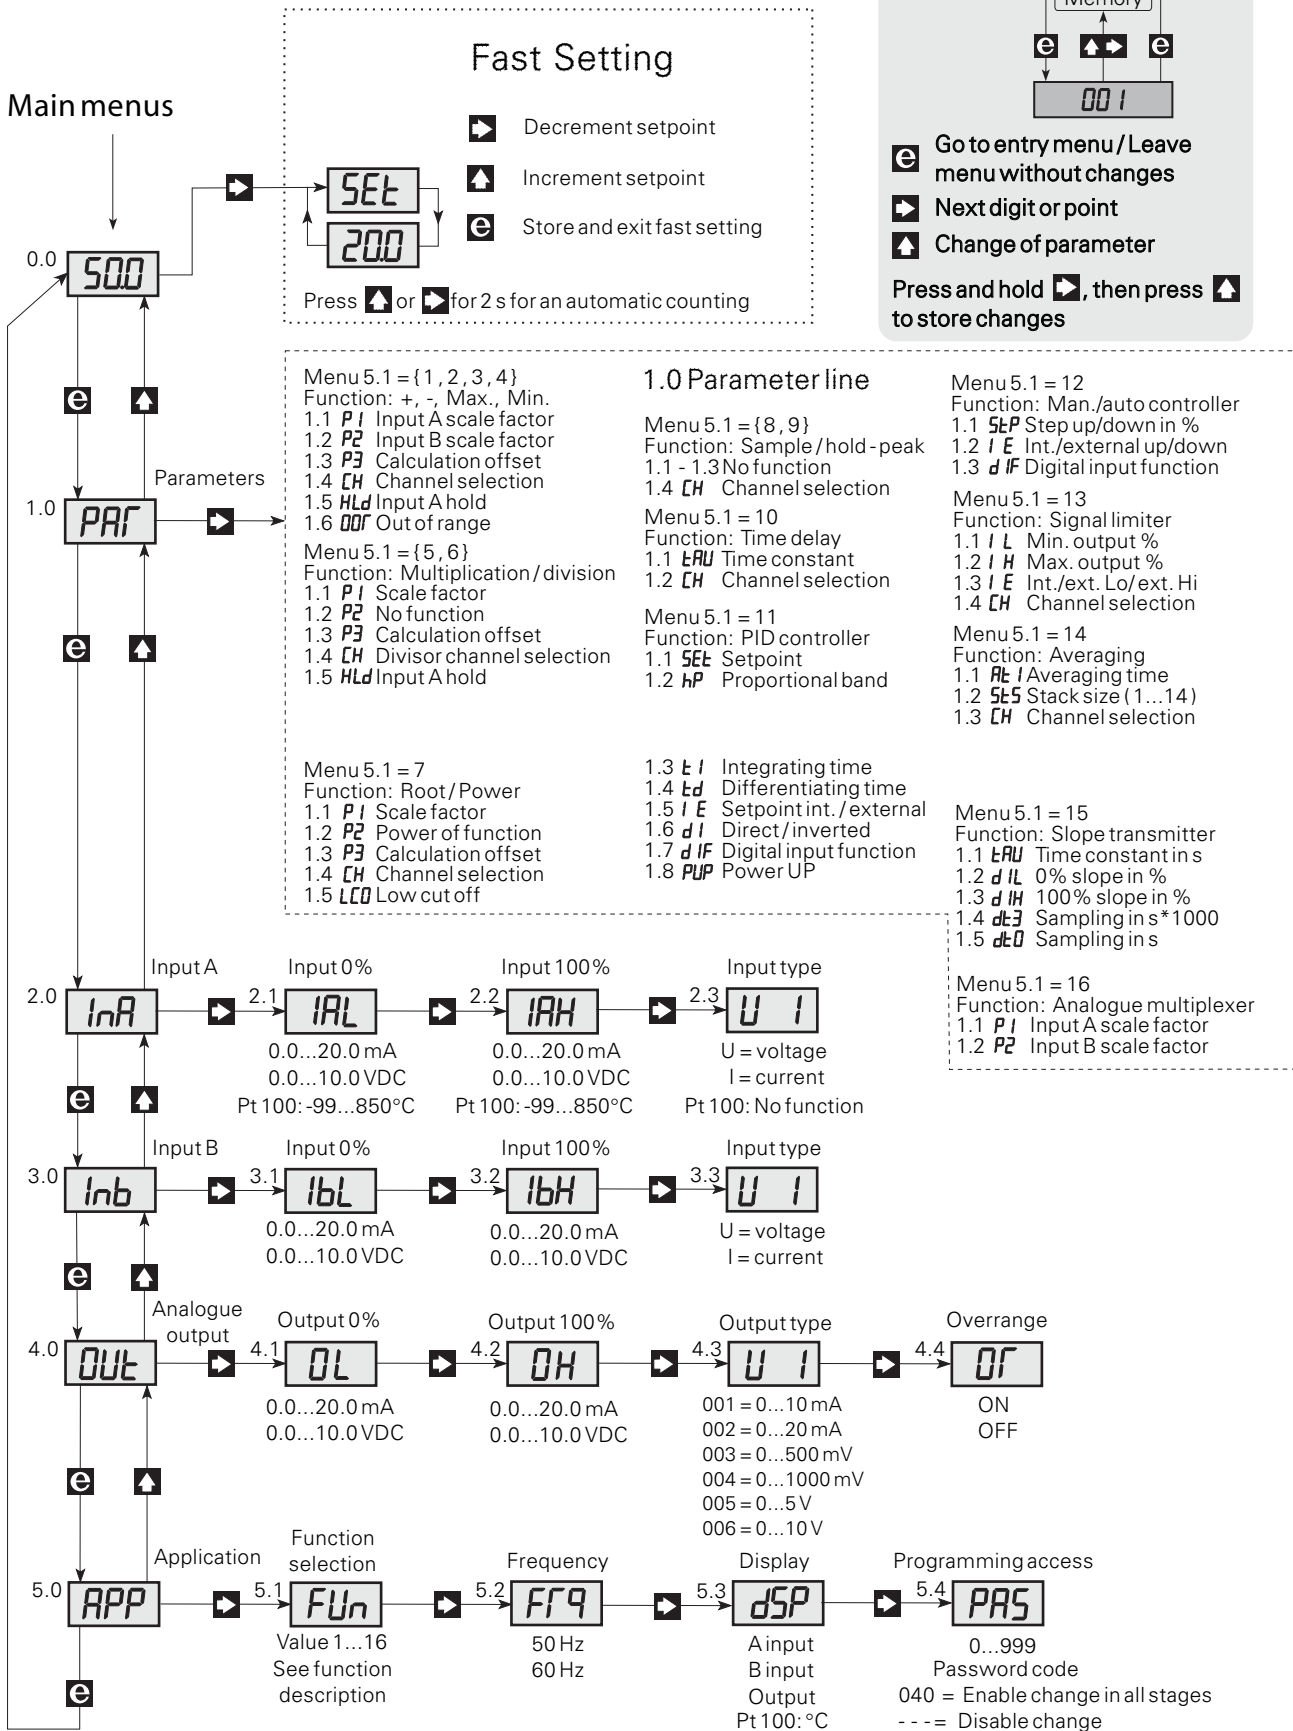 Memory
e
e
001
e Go to entry menu / Leave
menu without changes
Next digit or point
Change of parameter
Press and hold , then press
to store changes
Fast Setting
Decrement setpoint
Increment setpoint
e Store and exit fast setting
SEt
20.0
Press or for 2 s for an automatic counting
Main menus
0.0
50.0
e
Menu 5.1 = {1, 2, 3, 4}
Function: +, -, Max., Min.
1.1 P1 Input A scale factor
1.2 P2 Input B scale factor
1.3 P3 Calculation offset
1.4 CH Channel selection
1.5 HLd Input A hold
1.6 OOr Out of range
Menu 5.1 = {5, 6}
Function: Multiplication / division
1.1 P1 Scale factor
1.2 P2 No function
1.3 P3 Calculation offset
1.4 CH Divisor channel selection
1.5 HLd Input A hold
Menu 5.1 = 7
Function: Root / Power
1.1 P1 Scale factor
1.2 P2 Power of function
1.3 P3 Calculation offset
1.4 CH Channel selection
1.5 LCO Low cut off
1.0 Parameter line
Menu 5.1 = {8, 9}
Function: Sample / hold - peak
1.1 - 1.3 No function
1.4 CH Channel selection
Menu 5.1 = 10
Function: Time delay
1.1 tAU Time constant
1.2 CH Channel selection
Menu 5.1 = 11
Function: PID controller
1.1 SEt Setpoint
1.2 hP Proportional band
1.3 tI Integrating time
1.4 td Differentiating time
1.5 I E Setpoint int. / external
1.6 dI Direct / inverted
1.7 dIF Digital input function
1.8 PUP Power UP
Menu 5.1 = 12
Function: Man./auto controller
1.1 StP Step up/down in %
1.2 I E Int./external up/down
1.3 dIF Digital input function
Menu 5.1 = 13
Function: Signal limiter
1.1 I L Min. output %
1.2 I H Max. output %
1.3 I E Int./ext. Lo/ ext. Hi
1.4 CH Channel selection
Menu 5.1 = 14
Function: Averaging
1.1 AtI Averaging time
1.2 StS Stack size (1...14)
1.3 CH Channel selection
Menu 5.1 = 15
Function: Slope transmitter
1.1 tAU Time constant in s
1.2 dIL 0% slope in %
1.3 dIH 100% slope in %
1.4 dt3 Sampling in s*1000
1.5 dt0 Sampling in s
Menu 5.1 = 16
Function: Analogue multiplexer
1.1 P1 Input A scale factor
1.2 P2 Input B scale factor
Parameters
1.0
PAr
e
Input A
2.0
InA
Input 0%
2.1
IAL
0.0...20.0 mA
0.0...10.0 VDC
Pt 100: -99...850°C
Input 100%
2.2
IAH
0.0...20.0 mA
0.0...10.0 VDC
Pt 100: -99...850°C
Input type
2.3
U I
U = voltage
I = current
Pt 100: No function
e
Input B
3.0
Inb
Input 0%
3.1
IbL
0.0...20.0 mA
0.0...10.0 VDC
Input 100%
3.2
IbH
0.0...20.0 mA
0.0...10.0 VDC
Input type
3.3
U I
U = voltage
I = current
e
Analogue
output
4.0
OUt
Output 0%
4.1
OL
0.0...20.0 mA
0.0...10.0 VDC
Output 100%
4.2
OH
0.0...20.0 mA
0.0...10.0 VDC
Output type
4.3
U I
001 = 0...10 mA
002 = 0...20 mA
003 = 0...500 mV
004 = 0...1000 mV
005 = 0...5 V
006 = 0...10 V
Overrange
4.4
Or
ON
OFF
e
Application
5.0
APP
Function
selection
5.1
FUn
Value 1...16
See function
description
Frequency
5.2
Frq
50 Hz
60 Hz
Display
5.3
dSP
A input
B input
Output
Pt 100: °C
Programming access
5.4
PAS
0...999
Password code
040 = Enable change in all stages
- - - = Disable change
e